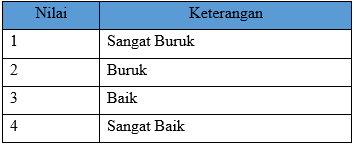 Nilai Keterangan
1 Sangat Buruk
2 Buruk
3 Baik
4 Sangat Baik